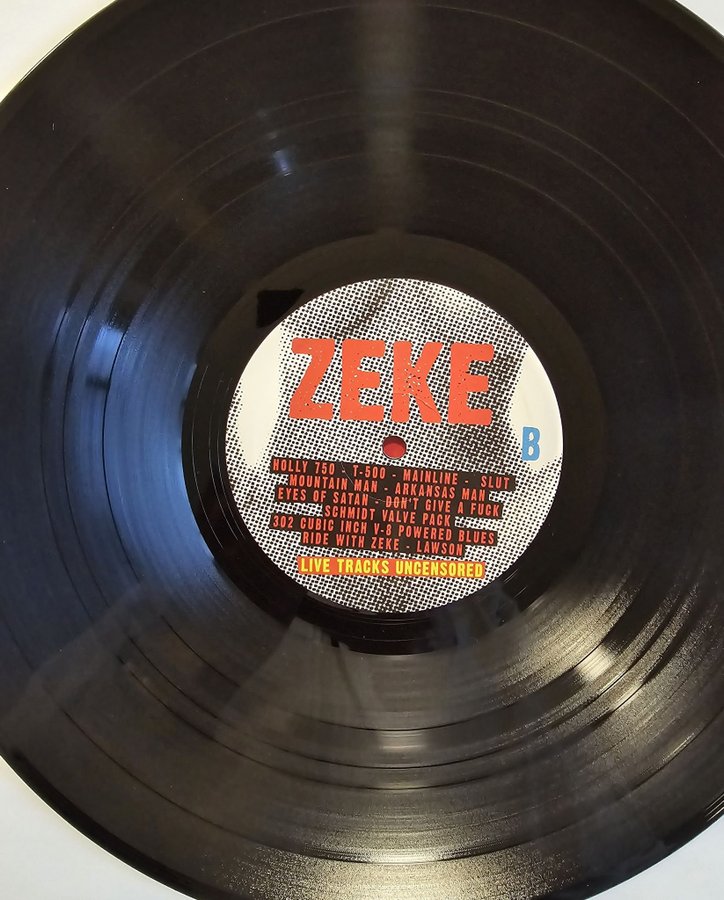 ZEKE
B
HOLLY 750 - T-500 - MAINLINE - SLUT
MOUNTAIN MAN - ARKANSAS MAN
EYES OF SATAN - DON'T GIVE A FUCK
SCHMIDT VALVE PACK
302 CUBIC INCH V-8 POWERED BLUES
RIDE WITH ZEKE - LAWSON
LIVE TRACKS UNCENSORED